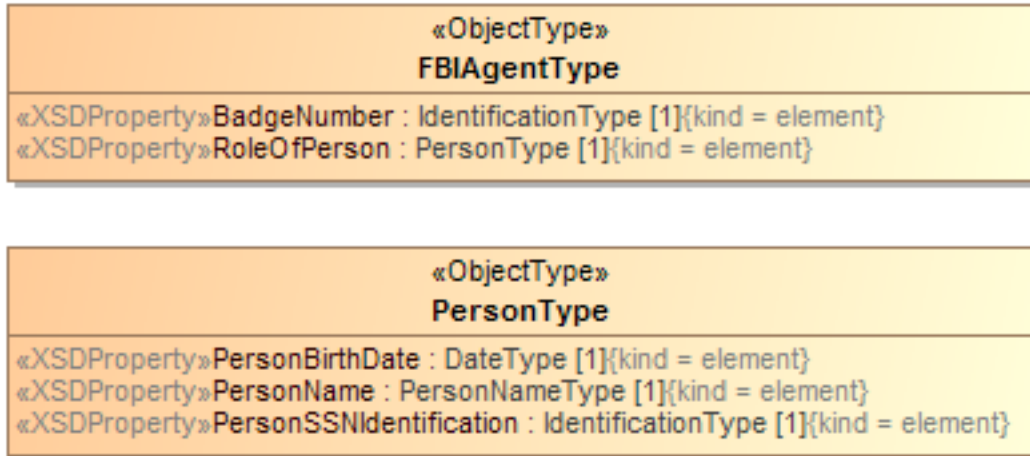 «ObjectType»
FBIAgentType
«XSDProperty»BadgeNumber : IdentificationType [1]{kind = element}
«XSDProperty»RoleOfPerson : PersonType [1]{kind = element}
«ObjectType»
PersonType
«XSDProperty»PersonBirthDate : DateType [1]{kind = element}
«XSDProperty»PersonName : PersonNameType [1]{kind = element}
«XSDProperty»PersonSSNIdentification : IdentificationType [1]{kind = element}